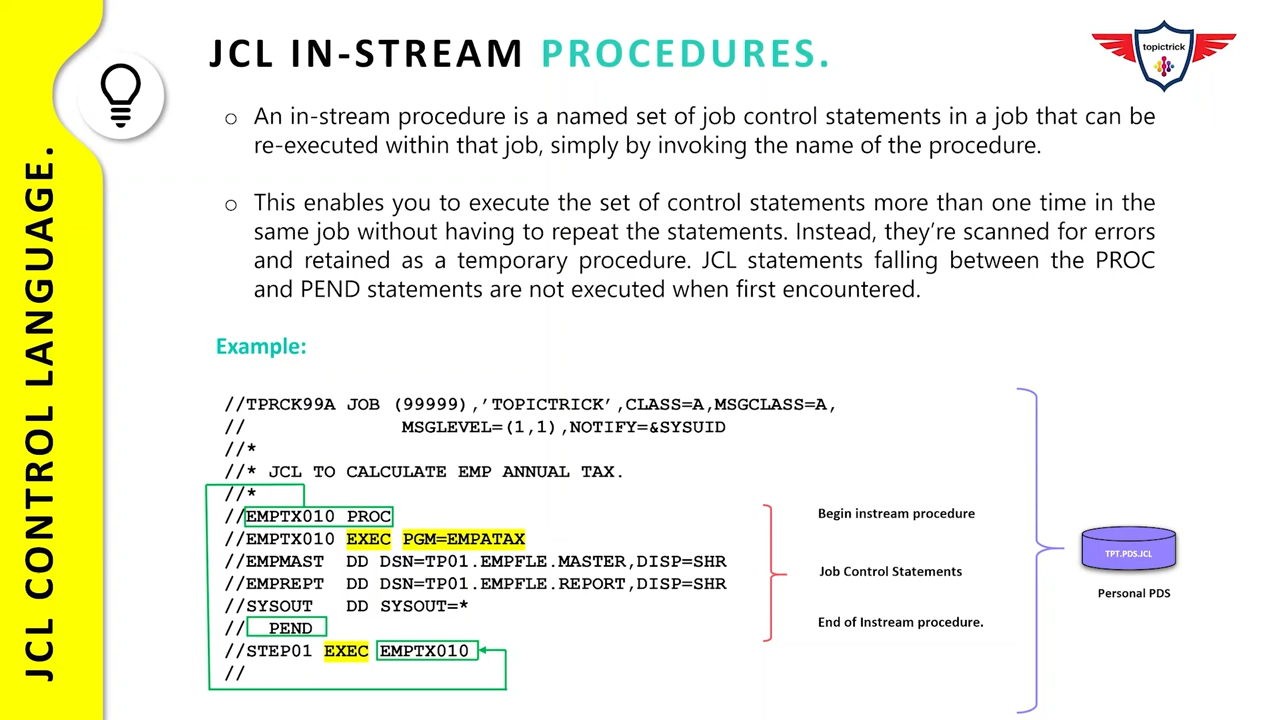 JCL CONTROL LANGUAGE.
JCL IN-STREAM PROCEDURES.
topictrick
o An in-stream procedure is a named set of job control statements in a job that can be
re-executed within that job, simply by invoking the name of the procedure.
o This enables you to execute the set of control statements more than one time in the
same job without having to repeat the statements. Instead, they’re scanned for errors
and retained as a temporary procedure. JCL statements falling between the PROC
and PEND statements are not executed when first encountered.
Example:
//TPRCK99A JOB (99999),’TOPICTRICK’,CLASS=A,MSGCLASS=A,
// MSGLEVEL=(1,1),NOTIFY=&SYSUID
//*
//* JCL TO CALCULATE EMP ANNUAL TAX.
//*
//EMPTX010 PROC
//EMPTX010 EXEC PGM=EMPATAX
//EMPMAST DD DSN=TP01.EMPFLE.MASTER,DISP=SHR
//EMPREPT DD DSN=TP01.EMPFLE.REPORT,DISP=SHR
//SYSOUT DD SYSOUT=*
// PEND
//STEP01 EXEC EMPTX010
//
Begin instream procedure
Job Control Statements
End of Instream procedure.
TPT.PDS.JCL
Personal PDS